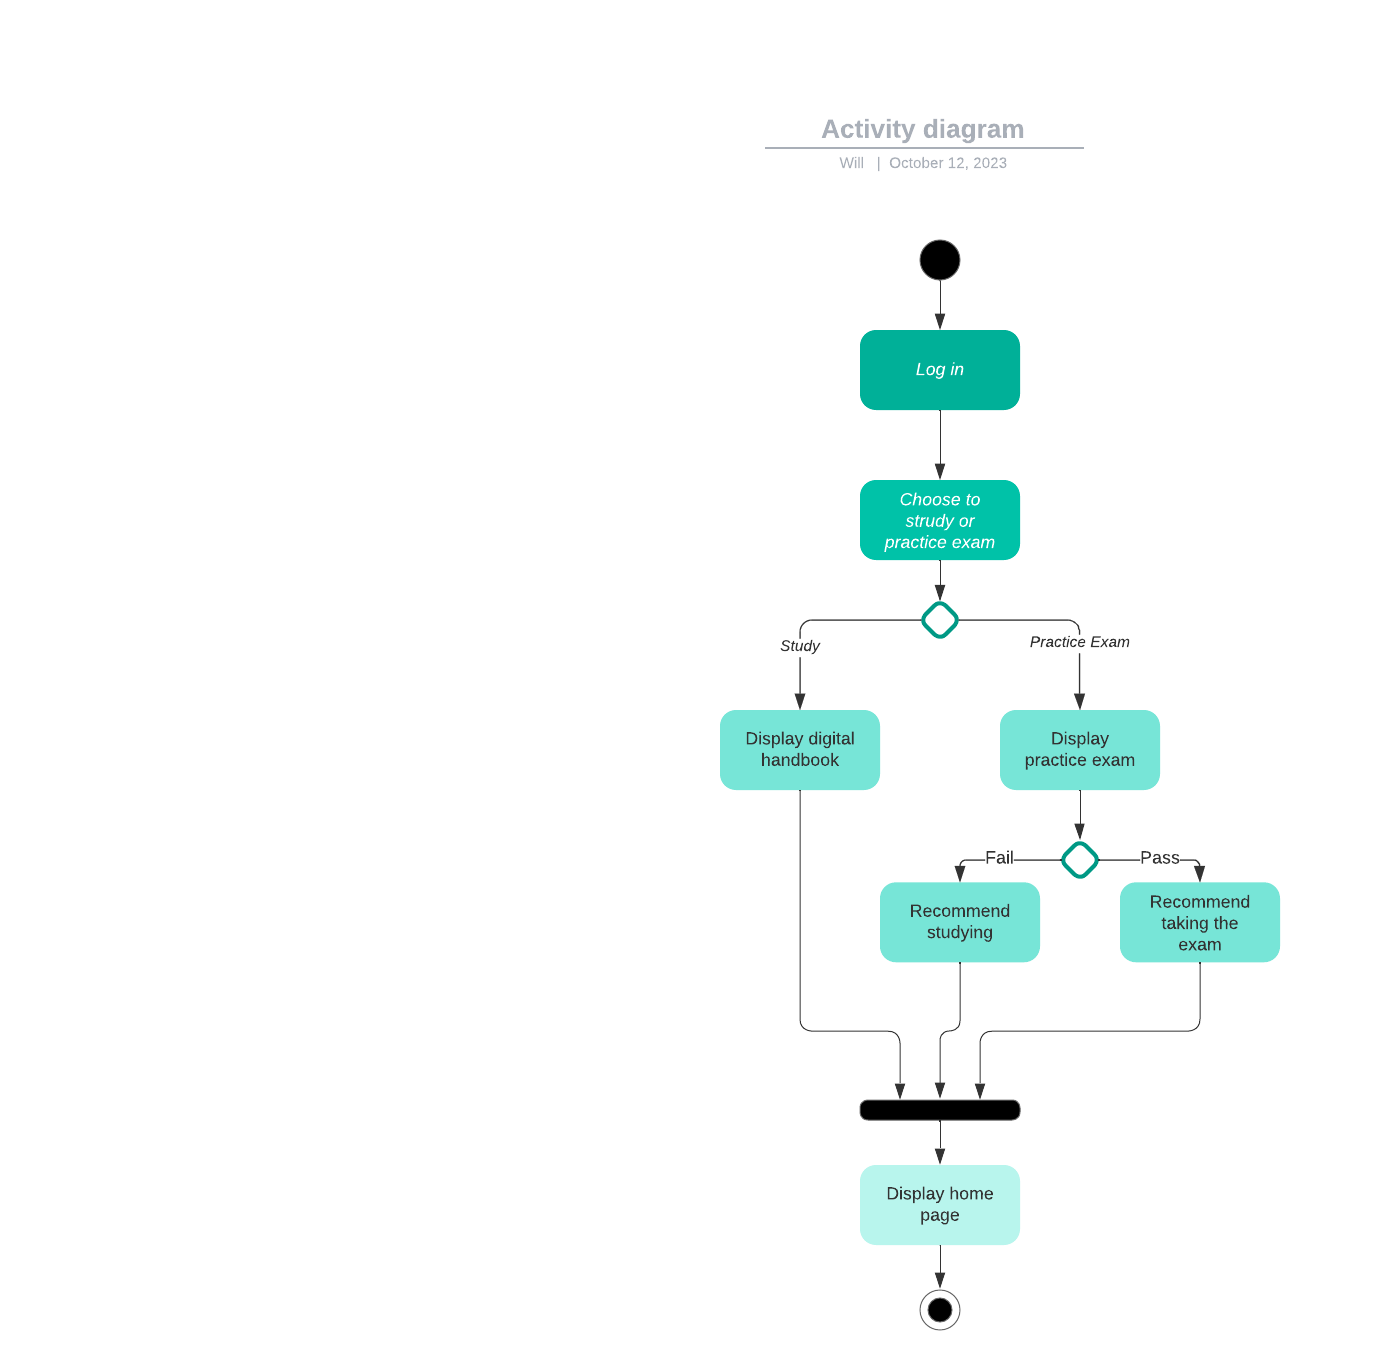 Activity diagram
Will | October 12, 2023
Log in
Choose to
strudy or
practice exam
Study
Practice Exam
Display digital
handbook
Display
practice exam
Fail
Pass
Recommend
studying
Recommend
taking the
exam
Display home
page